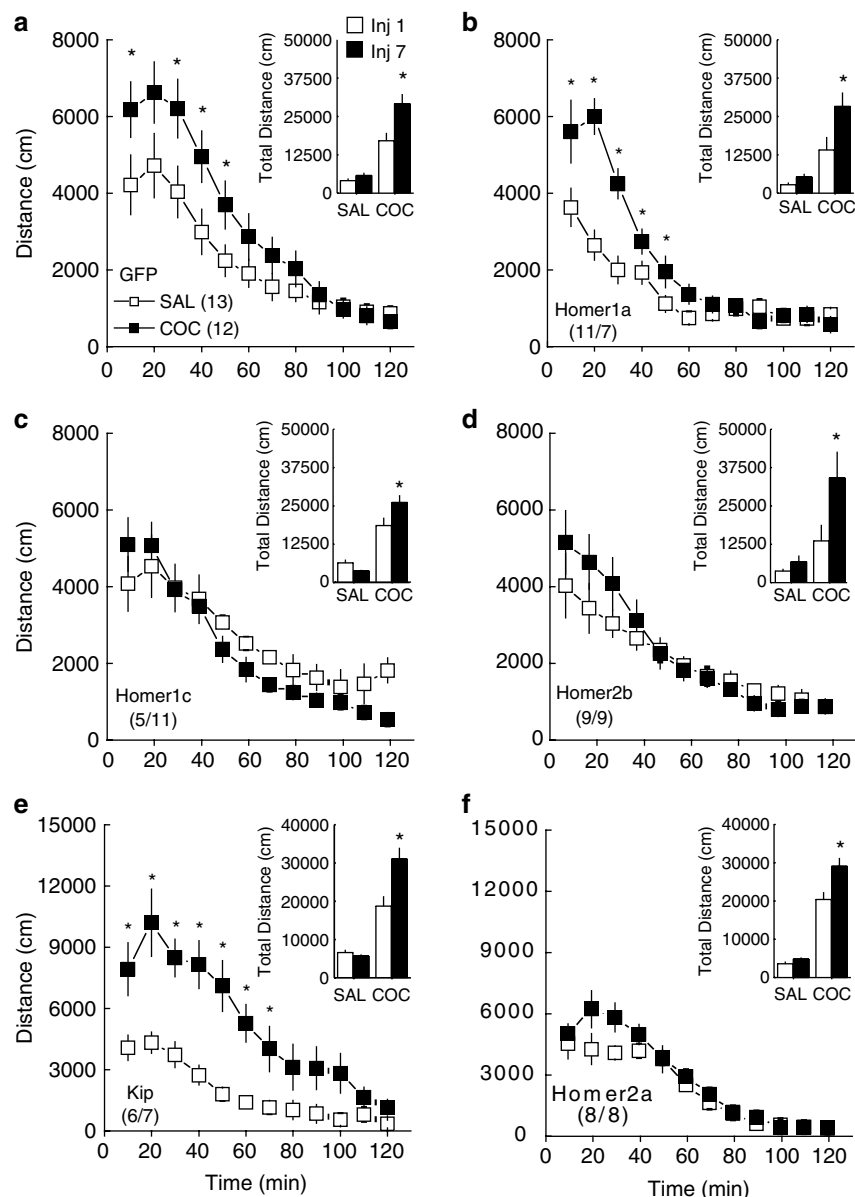 a
8000
6000
4000
2000
0
Distance (cm)
* * * * *
Inj 1
Inj 7
50000
37500
25000
12500
0
Total Distance (cm)
*
SAL COC
GFP
SAL (13)
COC (12)
0 20 40 60 80 100 120
b
8000
6000
4000
2000
0
* * * * *
50000
37500
25000
12500
0
Total Distance (cm)
*
SAL COC
Homer1a
(11/7)
0 20 40 60 80 100 120
c
8000
6000
4000
2000
0
Distance (cm)
50000
37500
25000
12500
0
Total Distance (cm)
*
SAL COC
Homer1c
(5/11)
0 20 40 60 80 100 120
d
8000
6000
4000
2000
0
50000
37500
25000
12500
0
Total Distance (cm)
*
SAL COC
Homer2b
(9/9)
0 20 40 60 80 100 120
e
15000
12000
9000
6000
3000
0
Distance (cm)
* * * * * * *
40000
30000
20000
10000
0
Total Distance (cm)
*
SAL COC
Kip
(6/7)
0 20 40 60 80 100 120
Time (min)
f
15000
12000
9000
6000
3000
0
40000
30000
20000
10000
0
Total Distance (cm)
*
SAL COC
Homer2a
(8/8)
0 20 40 60 80 100 120
Time (min)